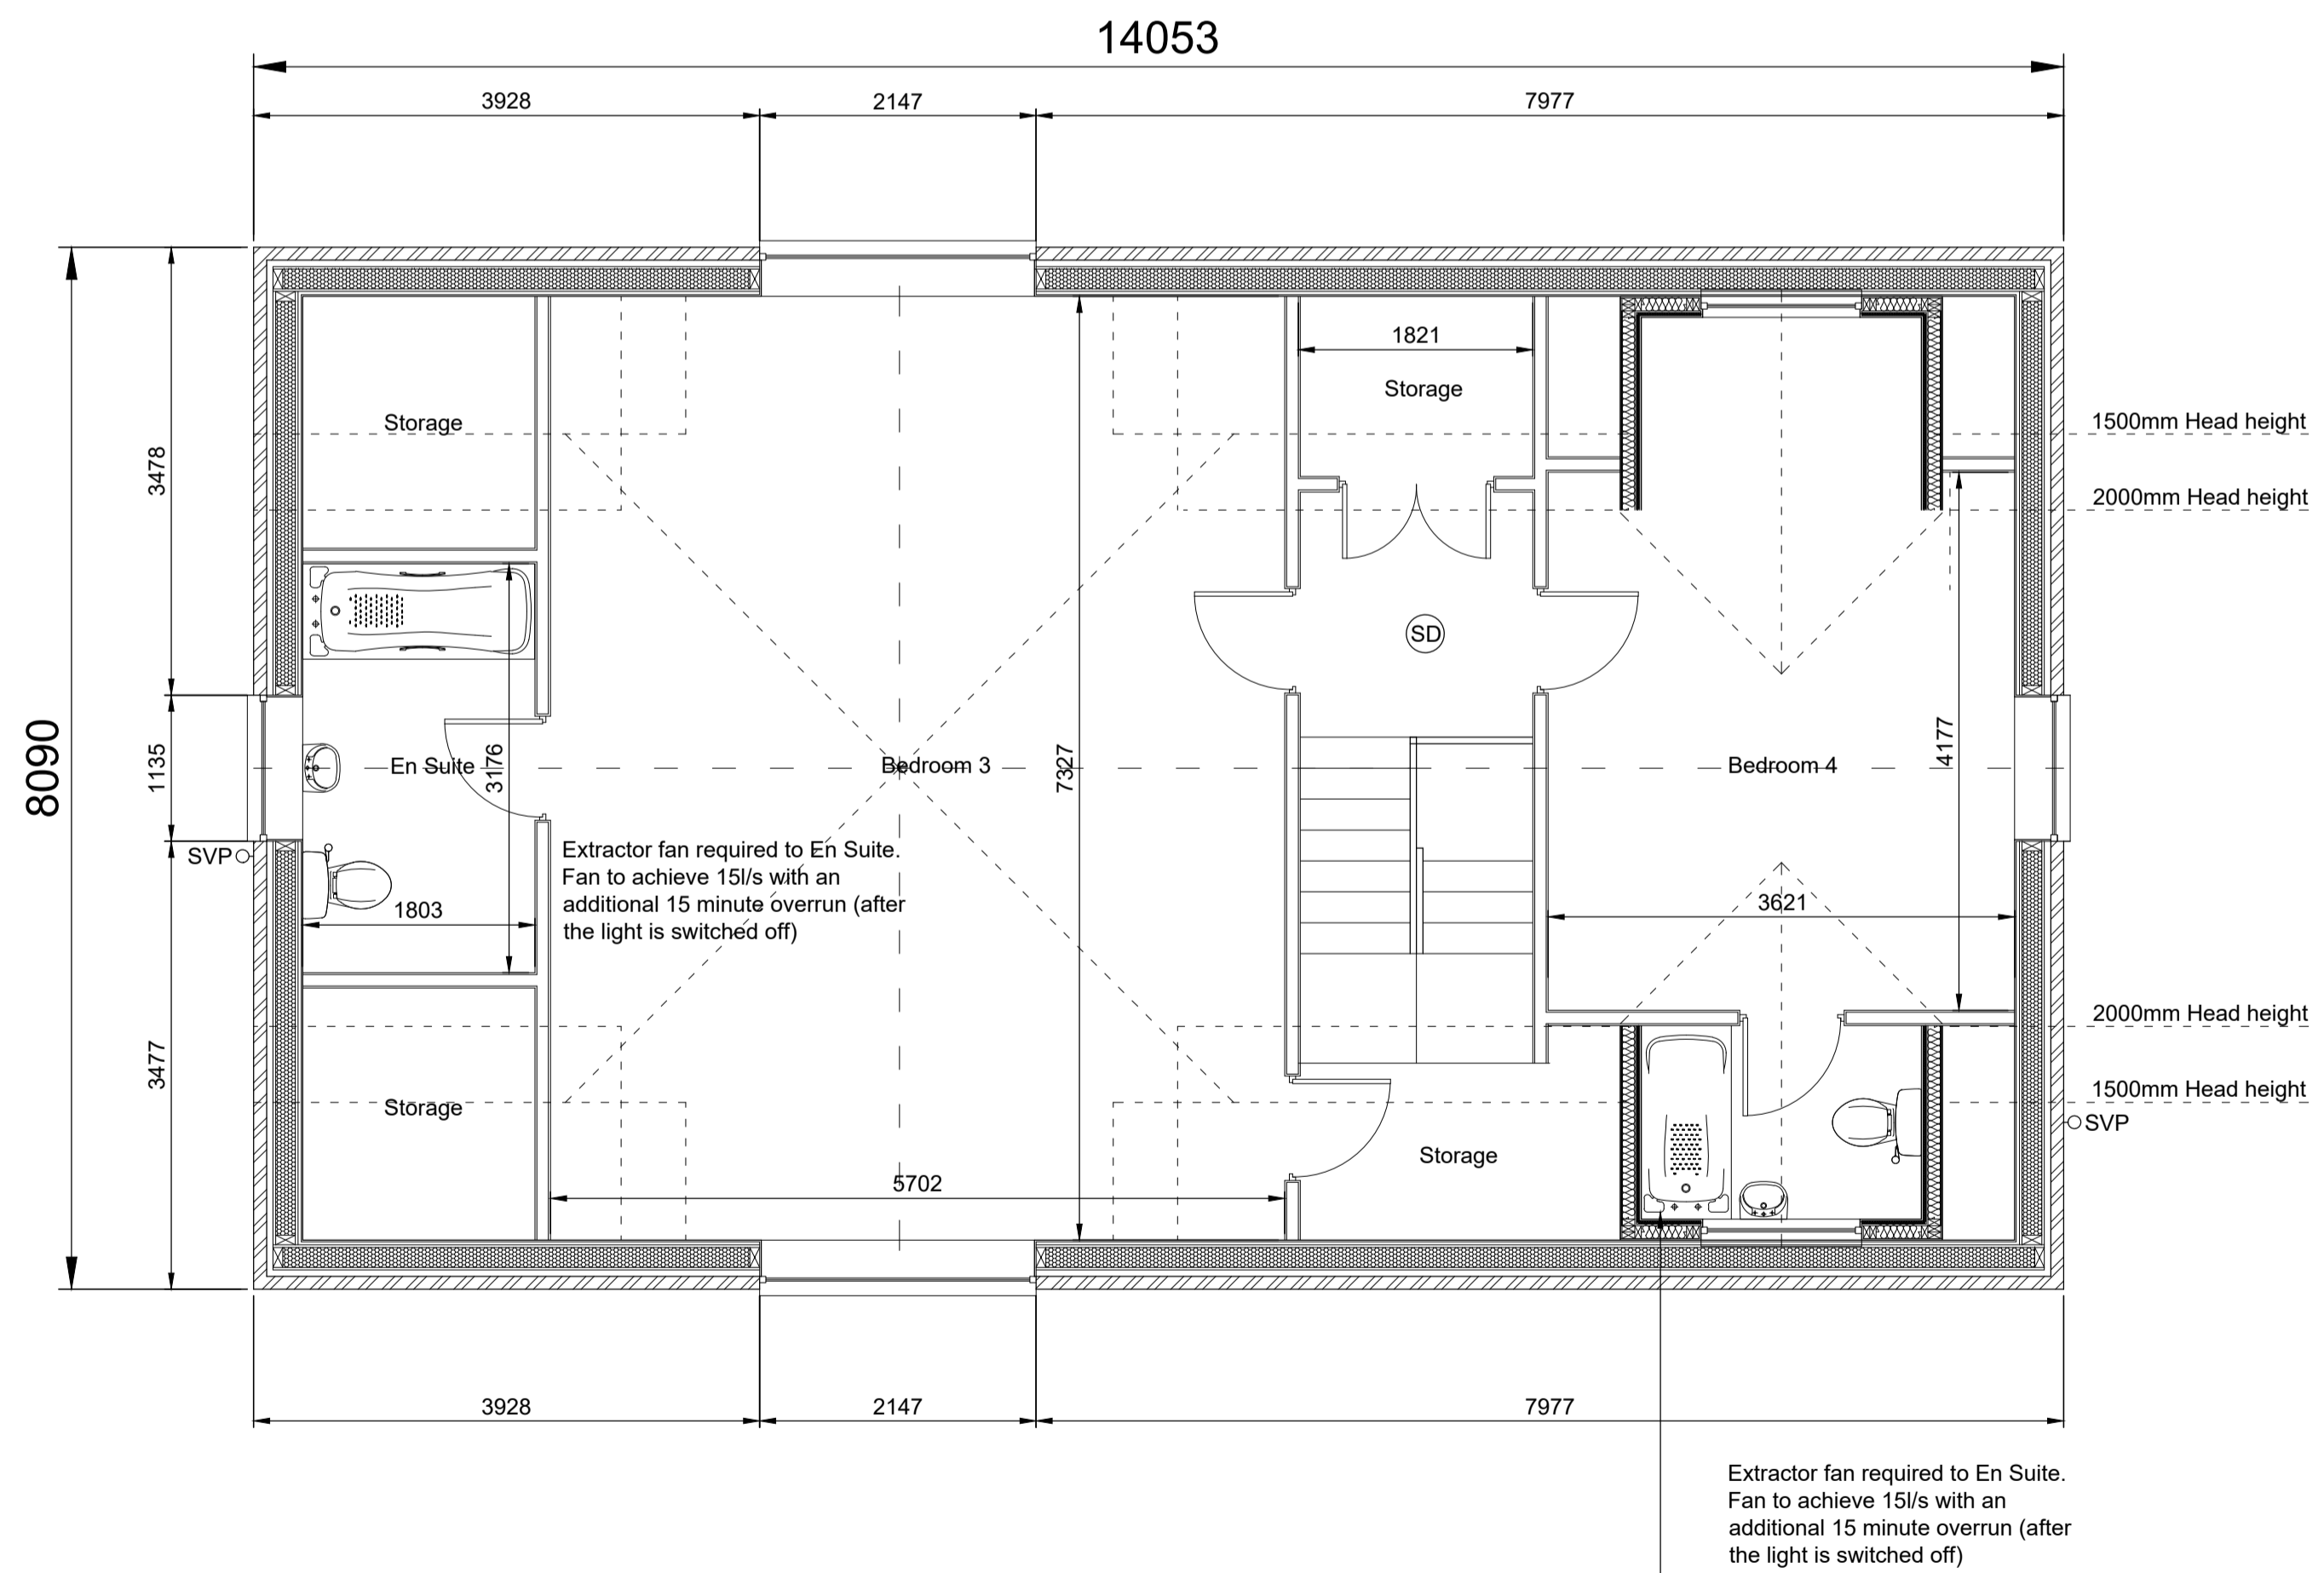 14053
3928
2147
7977
1821
Storage
Storage
1500mm Head height
2000mm Head height
3478
SD
8090
1135
En Suite
3176
Bedroom 3
7327
Bedroom 4
4177
SVP
Extractor fan required to En Suite.
Fan to achieve 15l/s with an
additional 15 minute overrun (after
the light is switched off)
1803
3621
2000mm Head height
1500mm Head height
3477
Storage
SVP
Storage
5702
3928
2147
7977
Extractor fan required to En Suite.
Fan to achieve 15l/s with an
additional 15 minute overrun (after
the light is switched off)